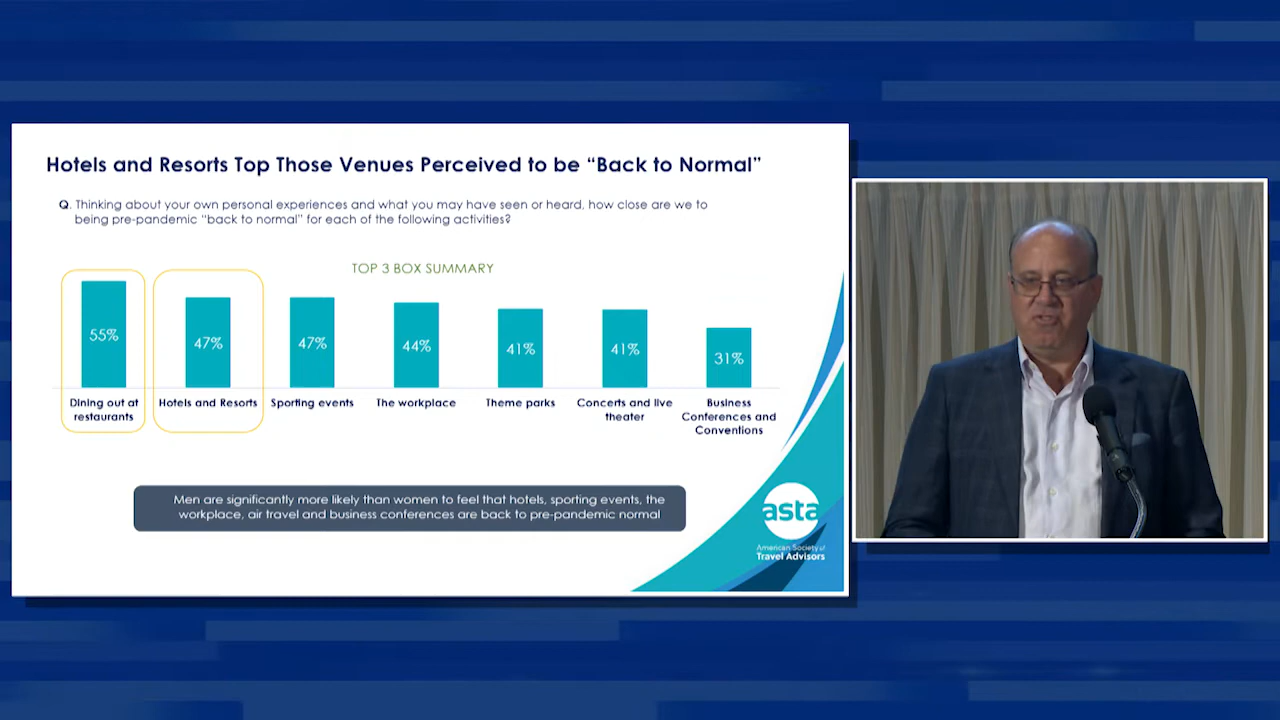 Hotels and Resorts Top Those Venues Perceived to be “Back to Normal”
Q. Thinking about your own personal experiences and what you may have seen or heard, how close are we to
being pre-pandemic “back to normal” for each of the following activities?
TOP 3 BOX SUMMARY
55%
47%
47%
44%
41%
41%
31%
Dining out at
restaurants
Hotels and Resorts
Sporting events
The workplace
Theme parks
Concerts and live
theater
Business
Conferences and
Conventions
Men are significantly more likely than women to feel that hotels, sporting events, the
workplace, air travel and business conferences are back to pre-pandemic normal
asta
American Society of
Travel Advisors